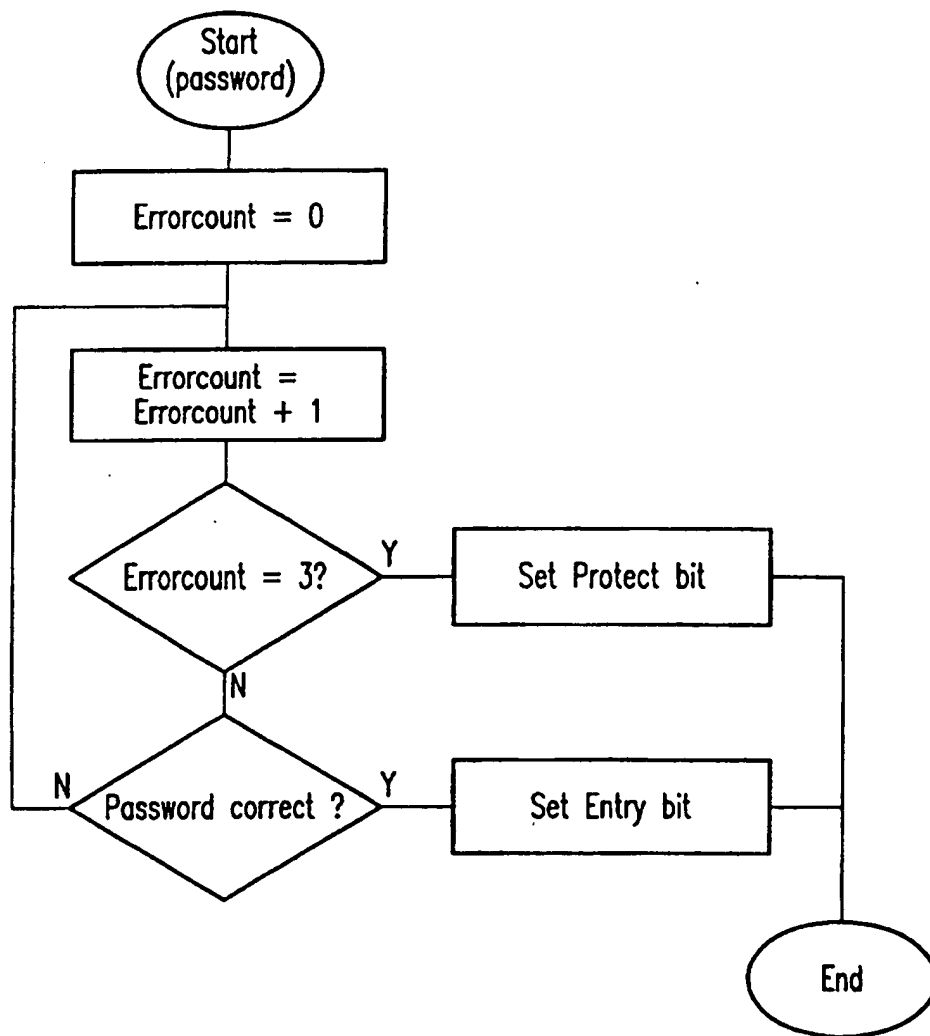 Start
(password)
Errorcount = 0
Errorcount =
Errorcount + 1
Errorcount = 3?
Y
Set Protect bit
N
N
Password correct ?
Y
Set Entry bit
End